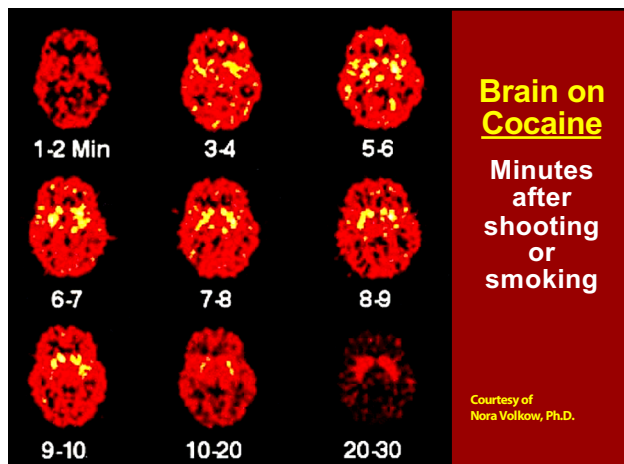 1-2 Min
3-4
5-6
6-7
7-8
8-9
9-10
10-20
20-30
Brain on
Cocaine
Minutes
after
shooting
or
smoking
Courtesy of
Nora Volkow, Ph.D.